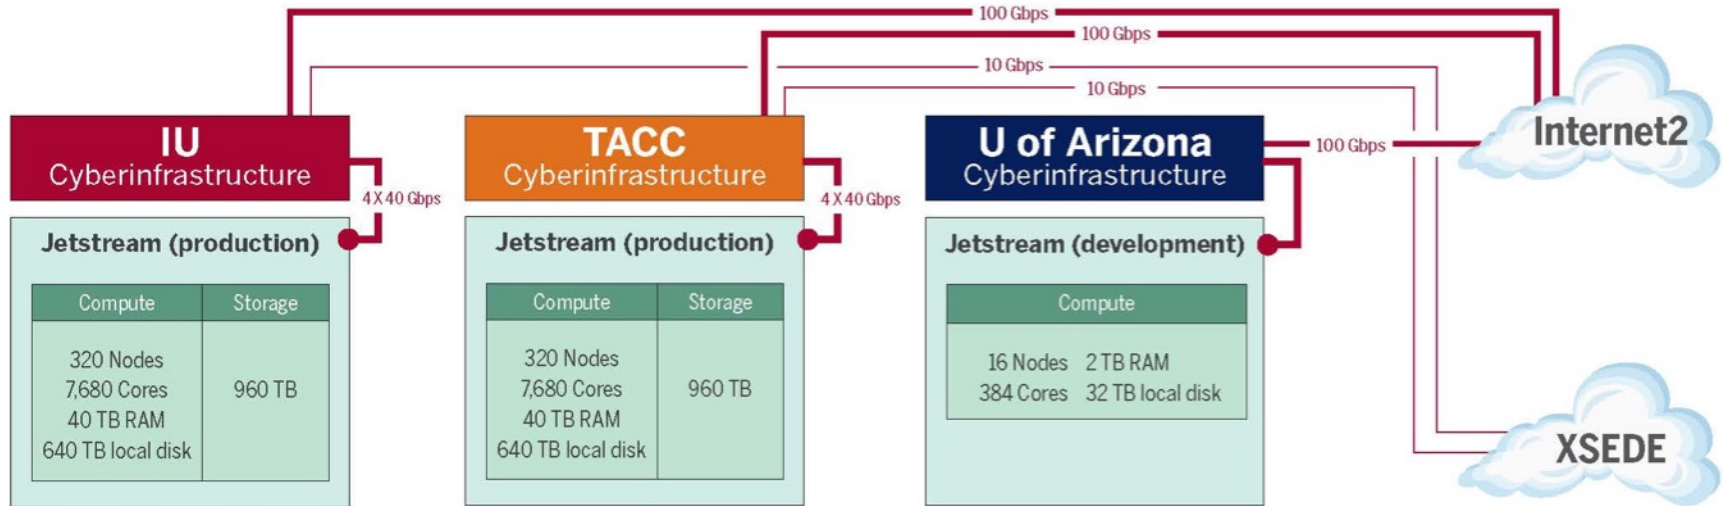 100 Gbps
100 Gbps
10 Gbps
10 Gbps
IU
Cyberinfrastructure
4 X 40 Gbps
Jetstream (production)
Compute Storage
320 Nodes
7,680 Cores
40 TB RAM
640 TB local disk
960 TB
TACC
Cyberinfrastructure
4 X 40 Gbps
Jetstream (production)
Compute Storage
320 Nodes
7,680 Cores
40 TB RAM
640 TB local disk
960 TB
U of Arizona
Cyberinfrastructure
100 Gbps
Jetstream (development)
Compute
16 Nodes 2 TB RAM
384 Cores 32 TB local disk
Internet2
XSEDE